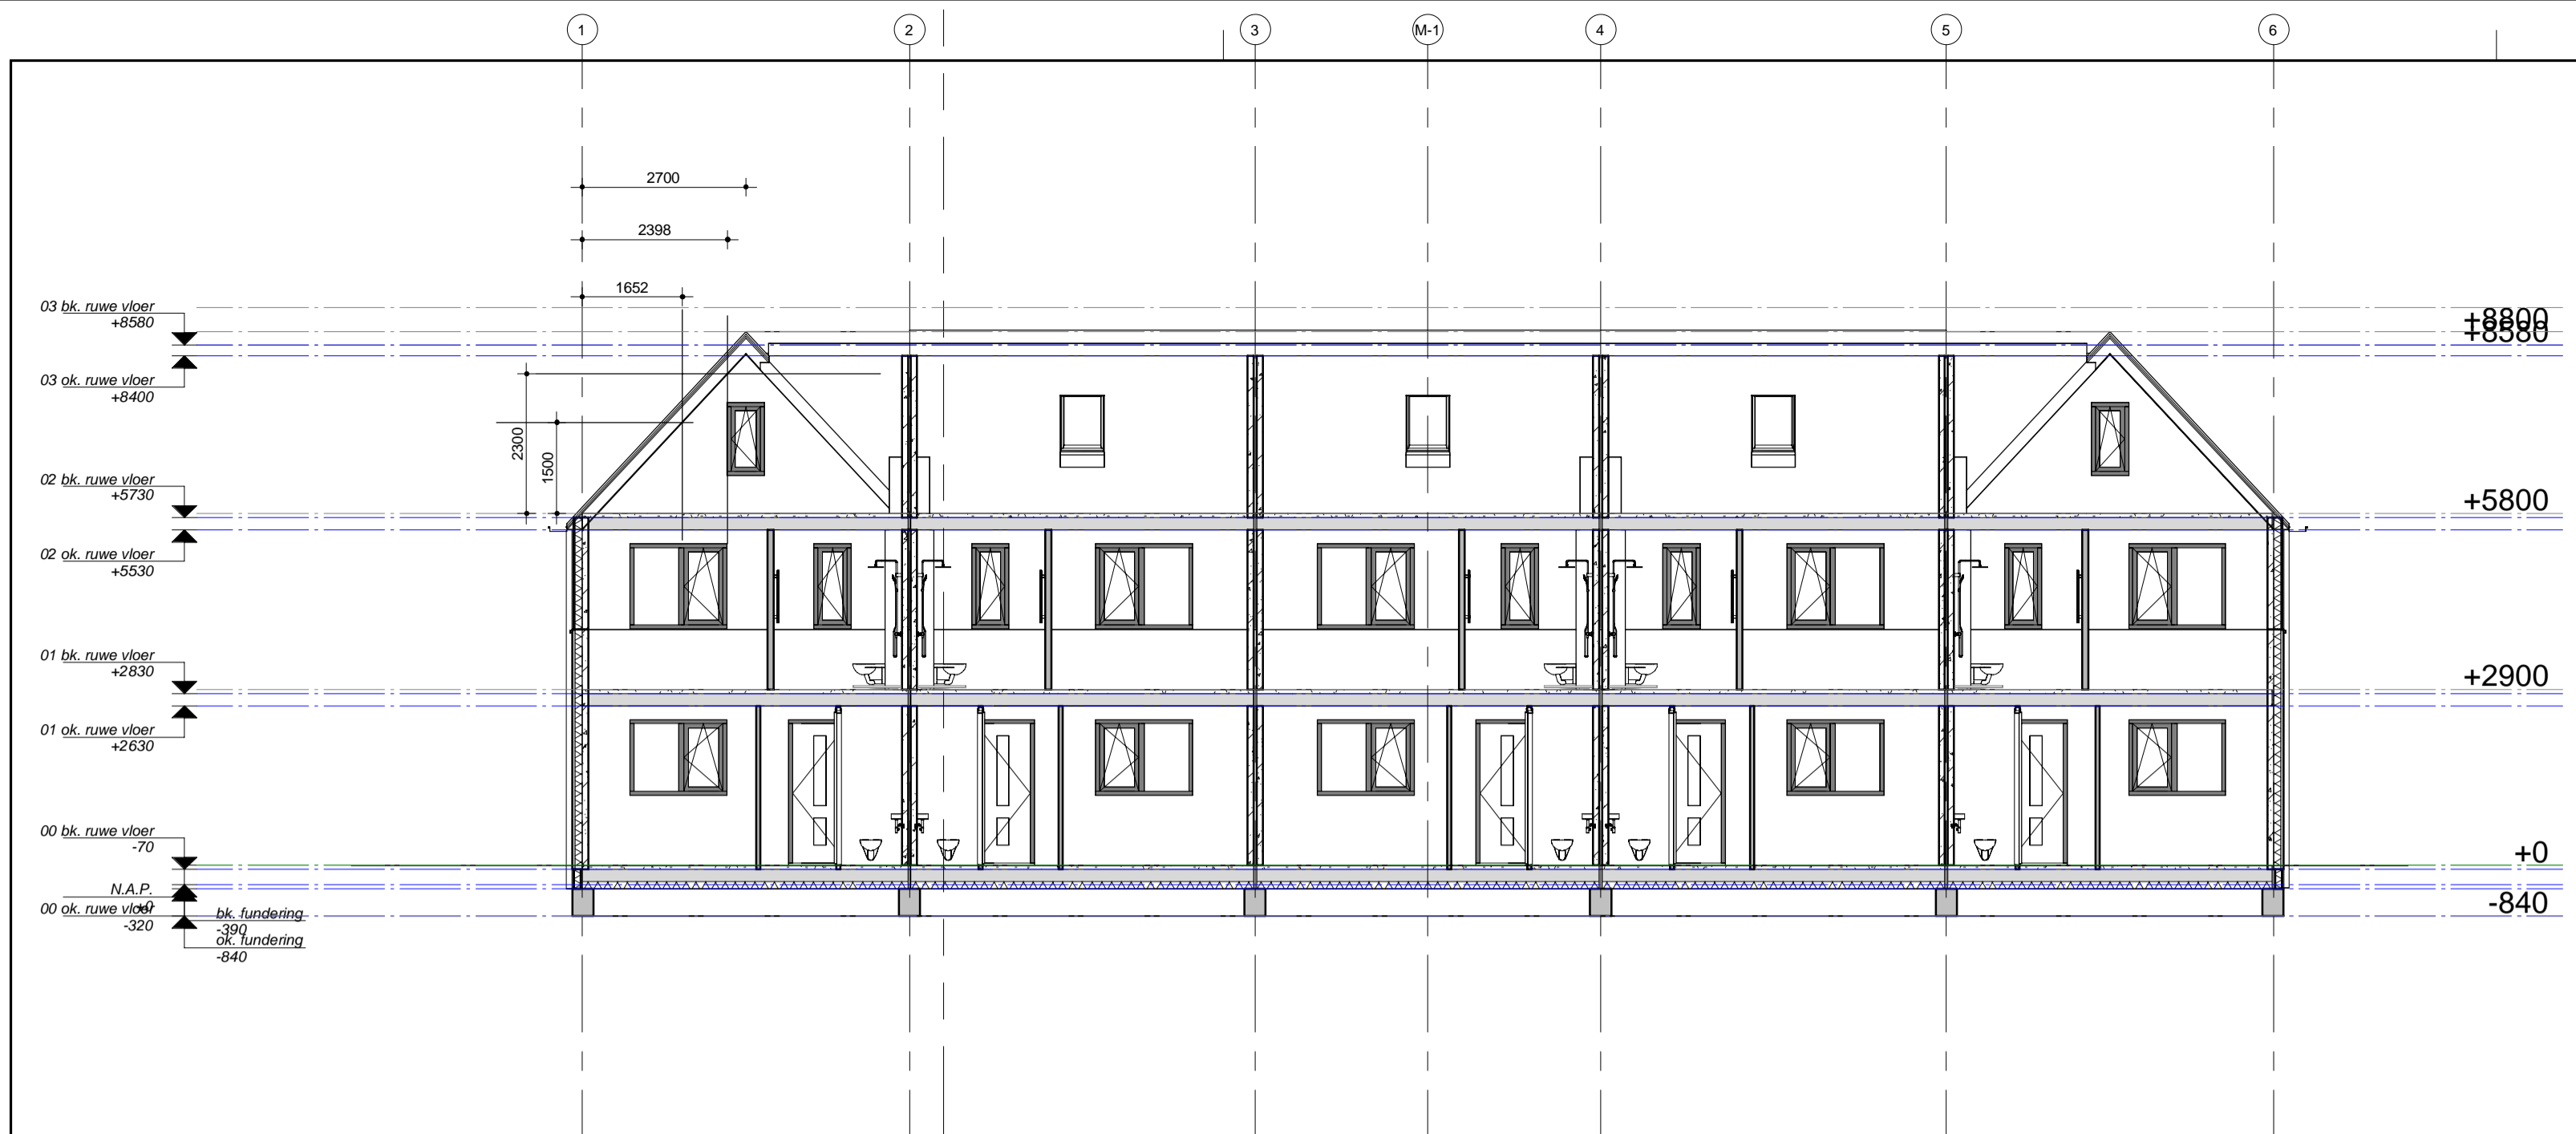 1
2
3
M-1
4
5
6
2700
2398
1652
03 bk. ruwe vloer
+8580
+8800
+8580
03 ok. ruwe vloer
+8400
2300
1500
02 bk. ruwe vloer
+5730
+5800
02 ok. ruwe vloer
+5530
01 bk. ruwe vloer
+2830
+2900
01 ok. ruwe vloer
+2630
00 bk. ruwe vloer
-70
+0
N.A.P.
+0
00 ok. ruwe vloer
-320
bk. fundering
-390
ok. fundering
-840
-840